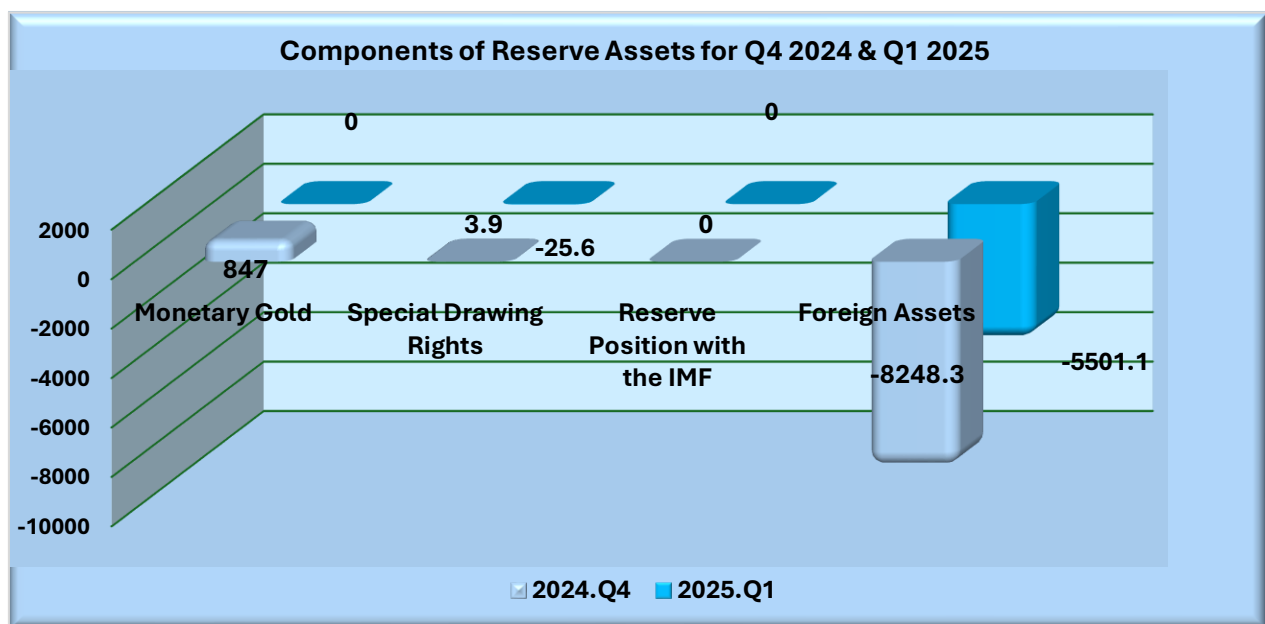 Components of Reserve Assets for Q4 2024 & Q1 2025
0
0
2000
0
-2000
-4000
-6000
-8000
-10000
847
3.9
-25.6
0
-8248.3
-5501.1
Monetary Gold
Special Drawing
Rights
Reserve
Position with
the IMF
Foreign Assets
2024.Q4
2025.Q1